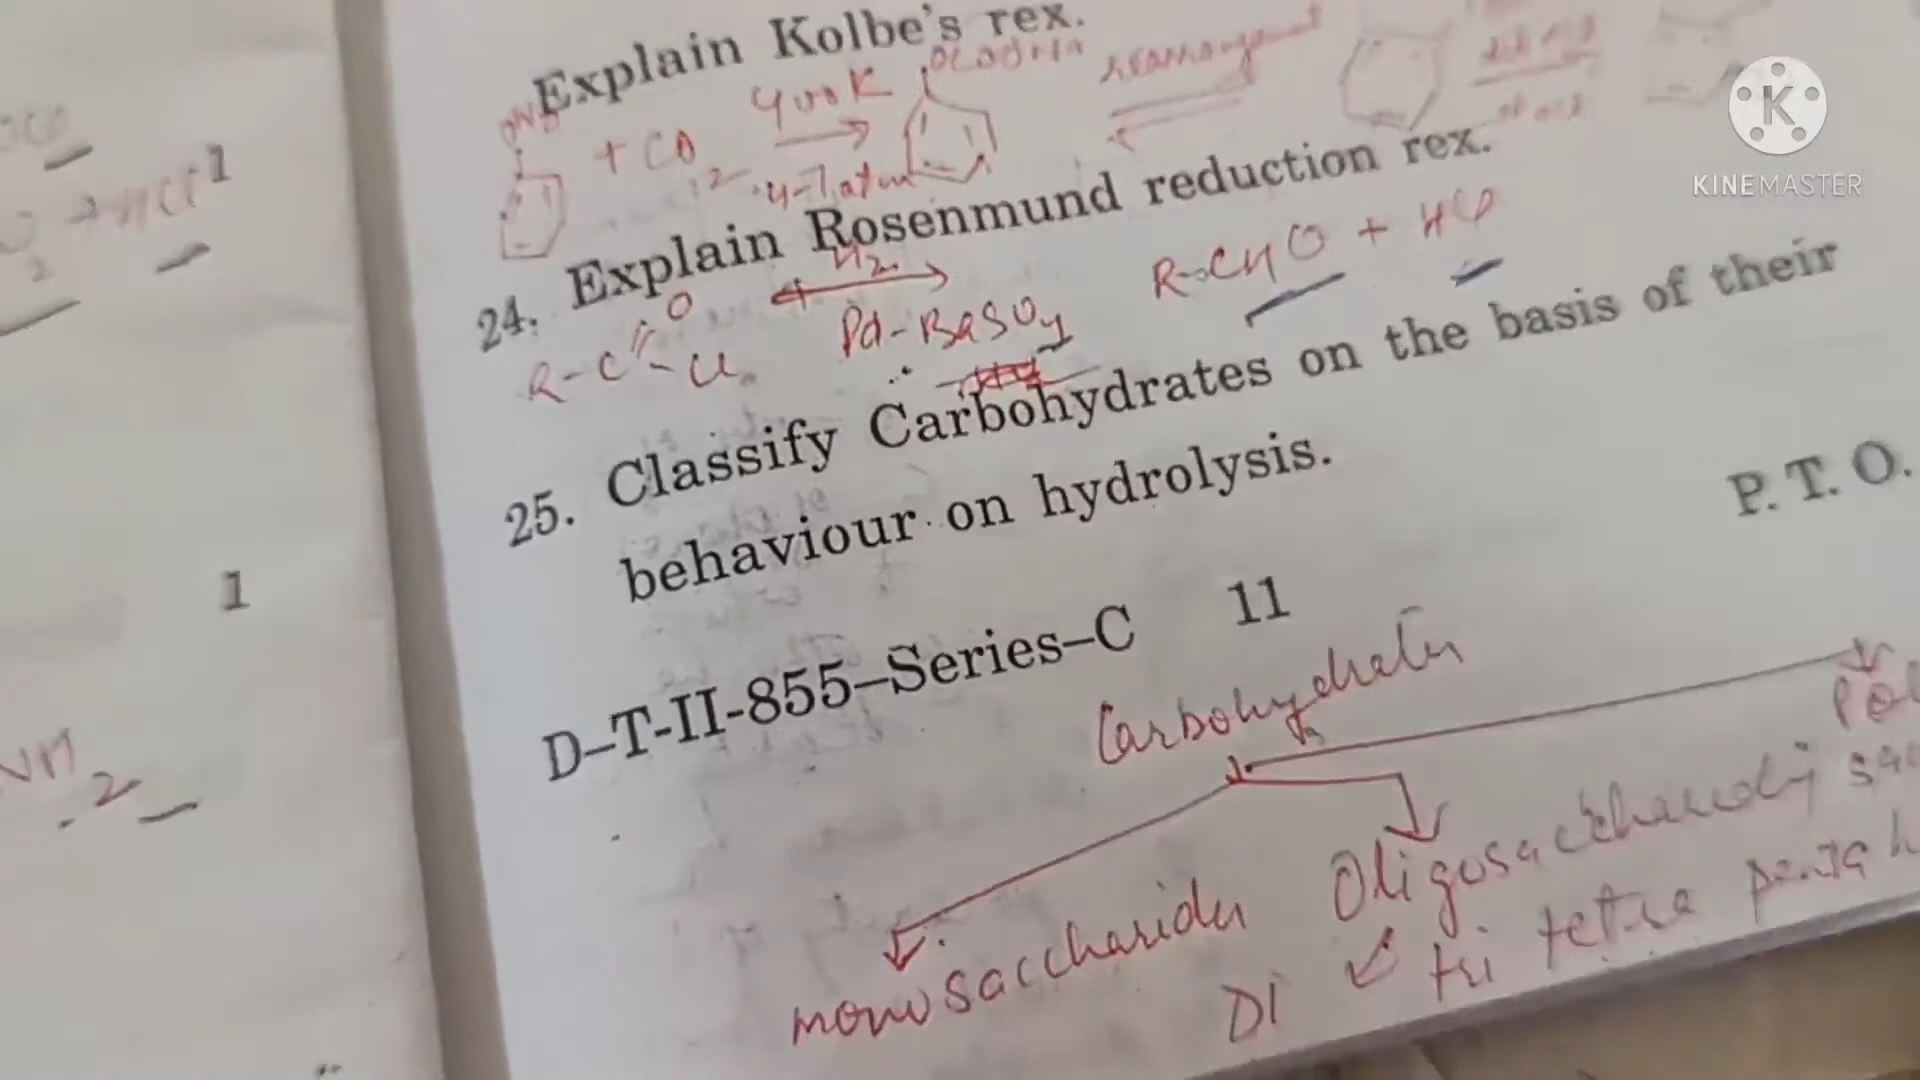 Explain Kolbe's rex.
+ CO2 400K
4-7 atm
KINEMASTER
24. Explain Rosenmund reduction rex.
H2
R-C=O-Cl Pd-BaSO4 R-CHO + HCl
25. Classify Carbohydrates on the basis of their
behaviour on hydrolysis.
P. T. O.
1
D–T-II-855–Series–C 11
Carbohydrates
NH2
monosaccharides Oligosaccharides
DI tri tetra penta